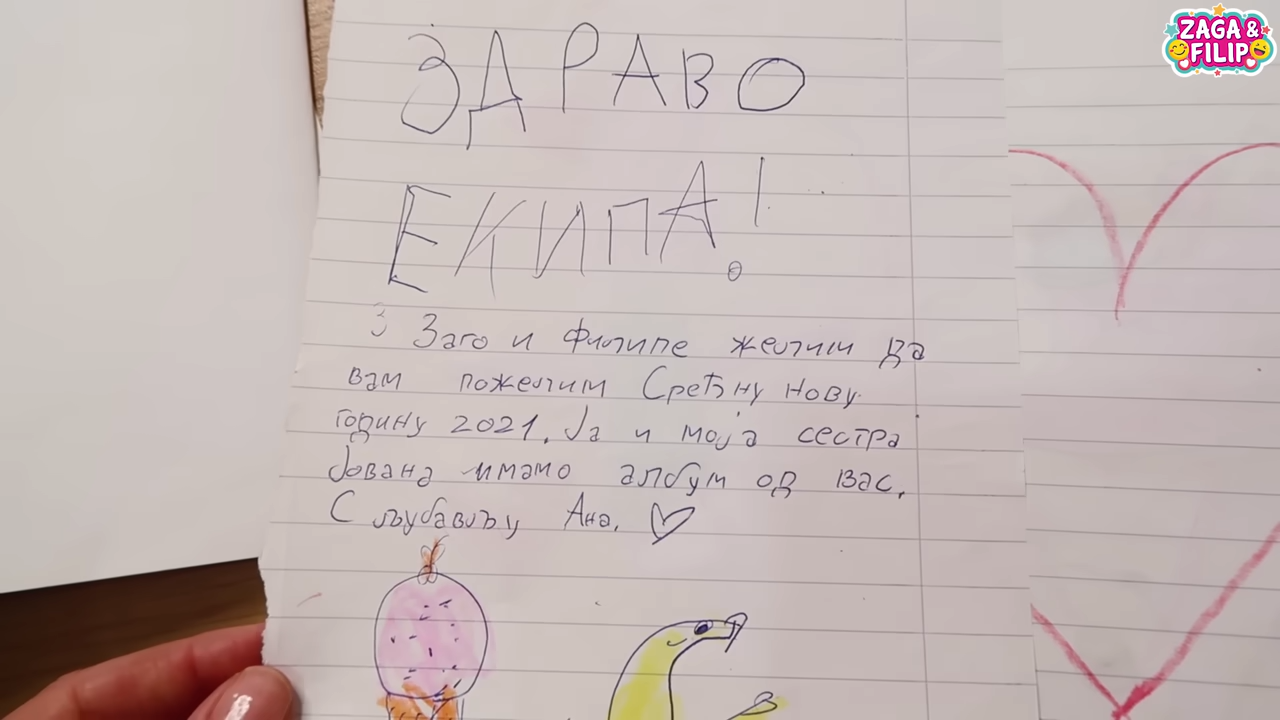 ZAGA &
FILIP
ЗДРАВО
ЕКИПА!
Заго и Филипе желим да
вам пожелим Срећну нову
годину 2021. Ја и моја сестра
Јована имамо албум од вас.
С љубављу Ана.